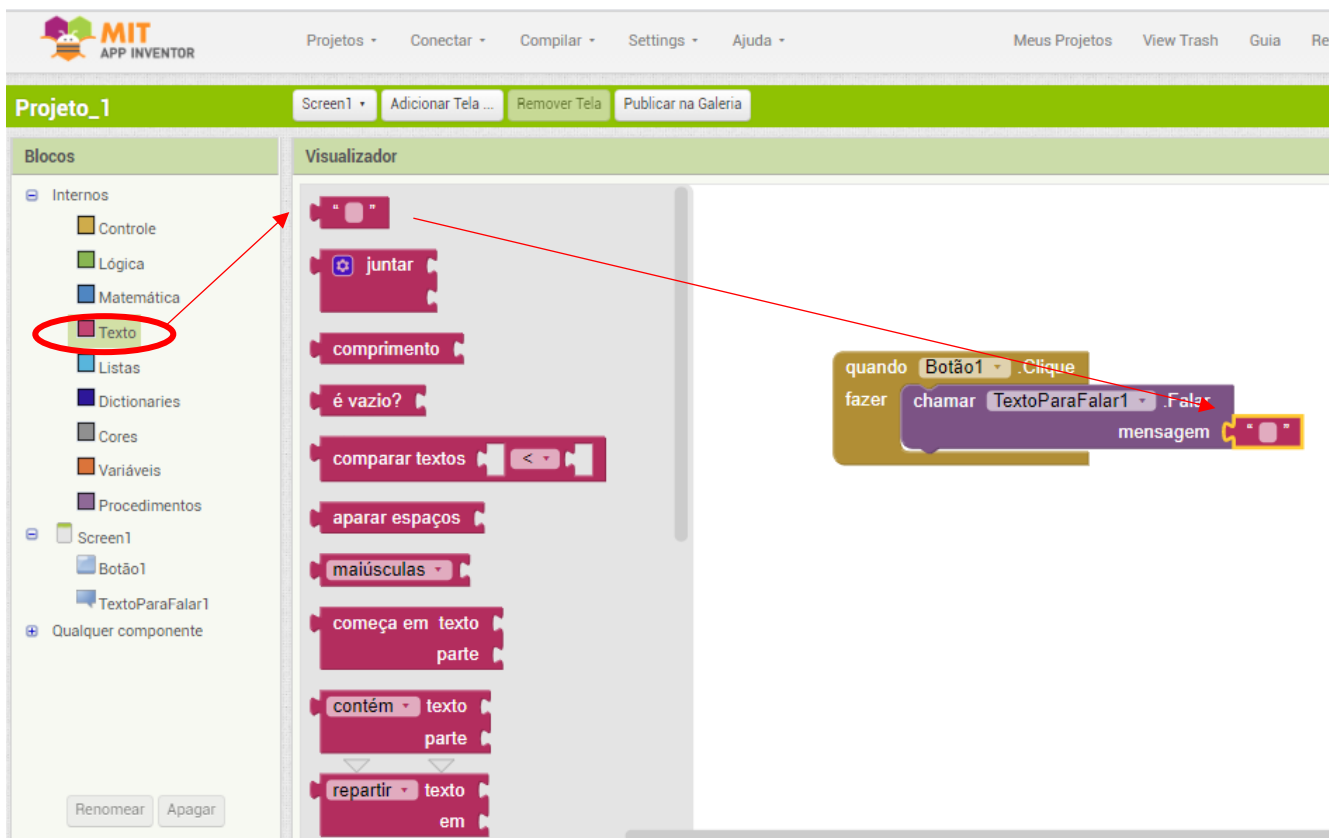 MIT
APP INVENTOR
Projetos Conectar Compilar Settings Ajuda Meus Projetos View Trash Guia Re
Projeto_1 Screen1 Adicionar Tela ... Remover Tela Publicar na Galeria
Blocos
Internos
Controle
Lógica
Matemática
Texto
Listas
Dictionaries
Cores
Variáveis
Procedimentos
Screen1
Botão1
TextoParaFalar1
Qualquer componente
Renomear Apagar
Visualizador
“ ”
juntar
comprimento
é vazio?
comparar textos <
aparar espaços
maiúsculas
começa em texto
parte
contém texto
parte
repartir texto
em
quando Botão1 .Clique
fazer chamar TextoParaFalar1 .Falar
mensagem “ ”